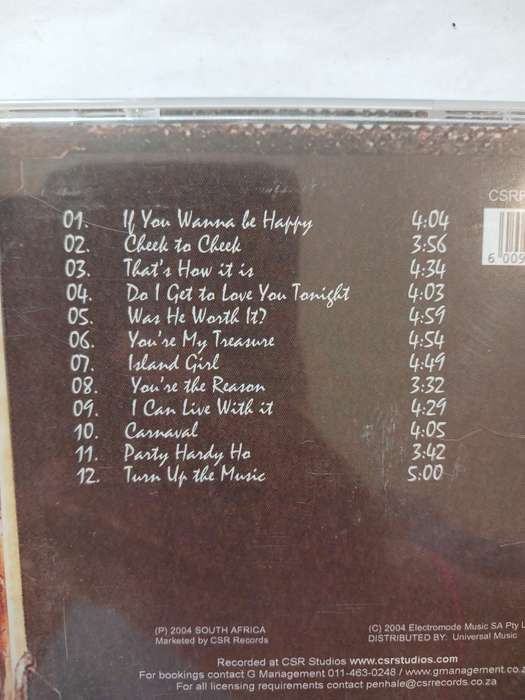 CSRF
6 009
01. If You Wanna be Happy 4:04
02. Cheek to Cheek 3:56
03. That's How it is 4:34
04. Do I Get to Love You Tonight 4:03
05. Was He Worth It? 4:59
06. You're My Treasure 4:54
07. Island Girl 4:49
08. You're the Reason 3:32
09. I Can Live With it 4:29
10. Carnaval 4:05
11. Party Hardy Ho 3:42
12. Turn Up the Music 5:00
(P) 2004 SOUTH AFRICA (C) 2004 Electromode Music SA Pty L
Marketed by CSR Records DISTRIBUTED BY: Universal Music
Recorded at CSR Studios www.csrstudios.com
For bookings contact G Management 011-463-0248 / www.gmanagement.co.z
For all licensing requirements contact penhale@csrrecords.co.za